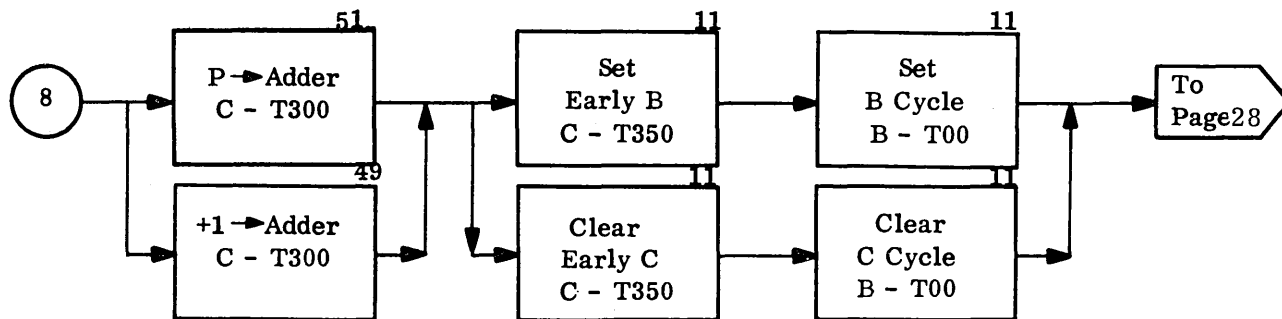 8
51
P → Adder
C - T300
49
+1 → Adder
C - T300
11
Set
Early B
C - T350
11
Clear
Early C
C - T350
11
Set
B Cycle
B - T00
11
Clear
C Cycle
B - T00
To
Page28